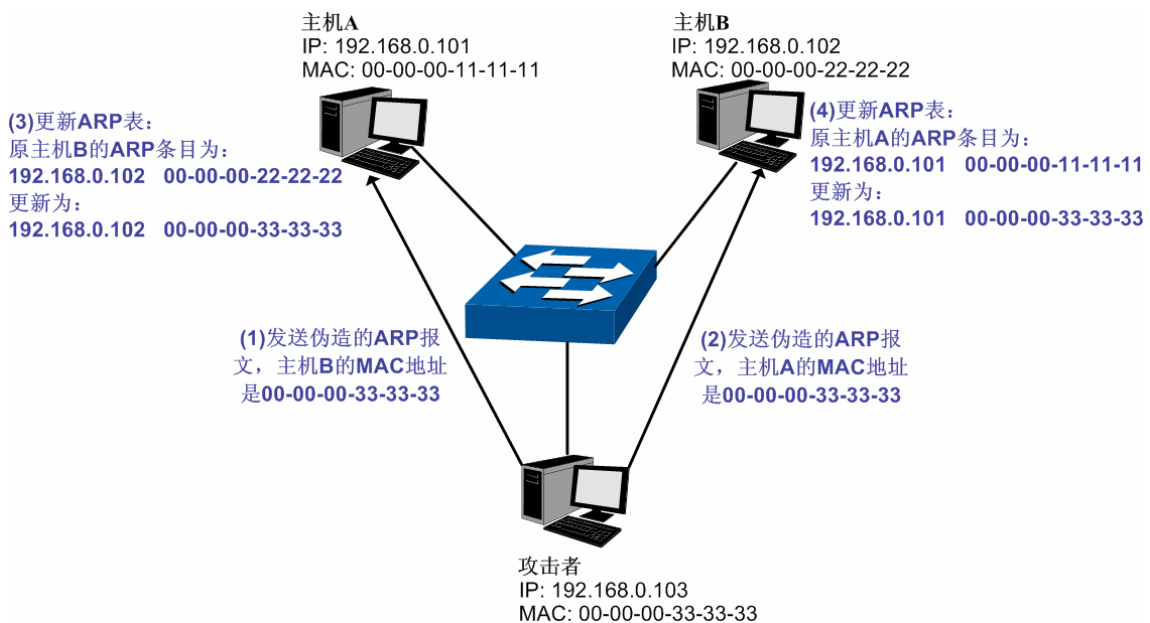 主机A
IP: 192.168.0.101
MAC: 00-00-00-11-11-11
主机B
IP: 192.168.0.102
MAC: 00-00-00-22-22-22
(3)更新ARP表：
原主机B的ARP条目为：
192.168.0.102 00-00-00-22-22-22
更新为：
192.168.0.102 00-00-00-33-33-33
(4)更新ARP表：
原主机A的ARP条目为：
192.168.0.101 00-00-00-11-11-11
更新为：
192.168.0.101 00-00-00-33-33-33
(1)发送伪造的ARP报
文，主机B的MAC地址
是00-00-00-33-33-33
(2)发送伪造的ARP报
文，主机A的MAC地址
是00-00-00-33-33-33
攻击者
IP: 192.168.0.103
MAC: 00-00-00-33-33-33